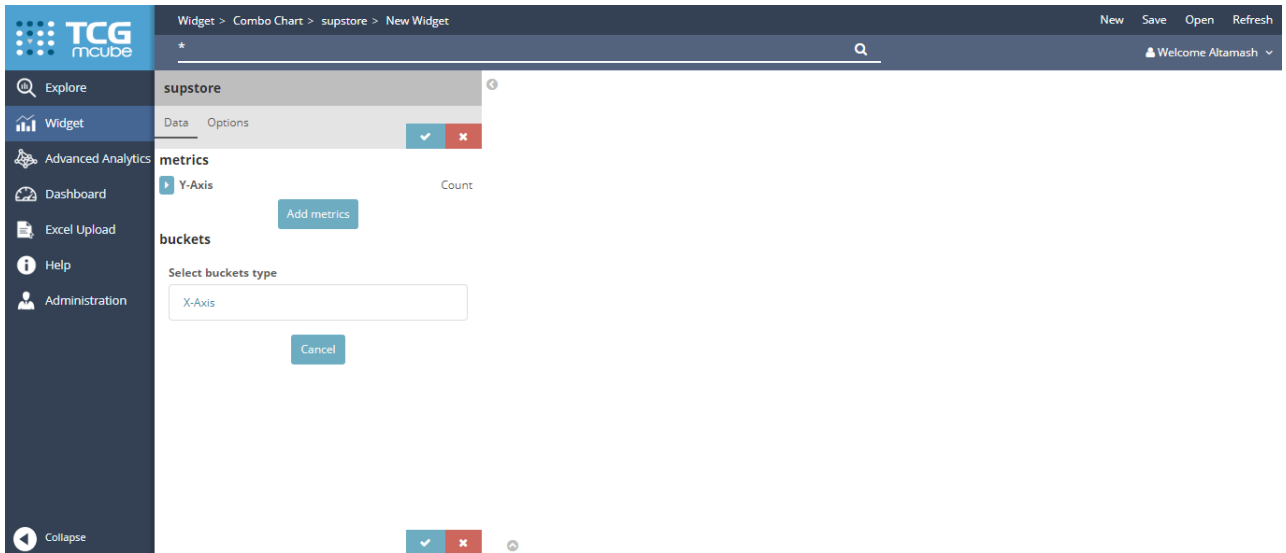 TCG
mcube
Widget > Combo Chart > supstore > New Widget
New Save Open Refresh
*
Welcome Altamash
Explore
Widget
Advanced Analytics
Dashboard
Excel Upload
Help
Administration
Collapse
supstore
Data Options
metrics
Y-Axis Count
Add metrics
buckets
Select buckets type
X-Axis
Cancel